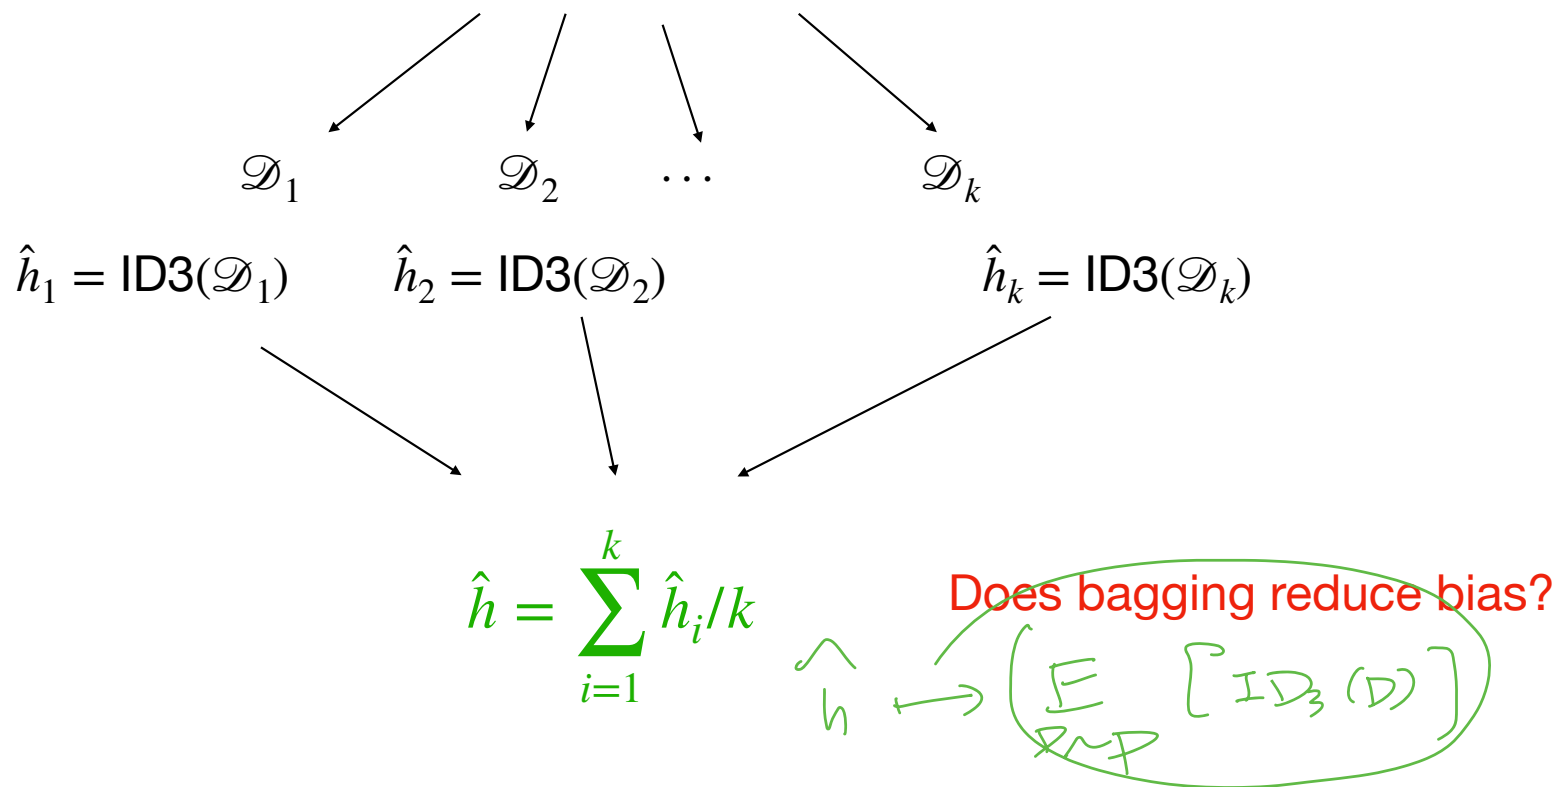 𝒟₁ 𝒟₂ ⋯ 𝒟ₖ
ĥ₁ = ID3(𝒟₁) ĥ₂ = ID3(𝒟₂) ĥₖ = ID3(𝒟ₖ)
ĥ = ∑ᵢ₌₁ᵏ ĥᵢ/k
Does bagging reduce bias?
ĥ ↦ (E [ID₃(D)]
D~P